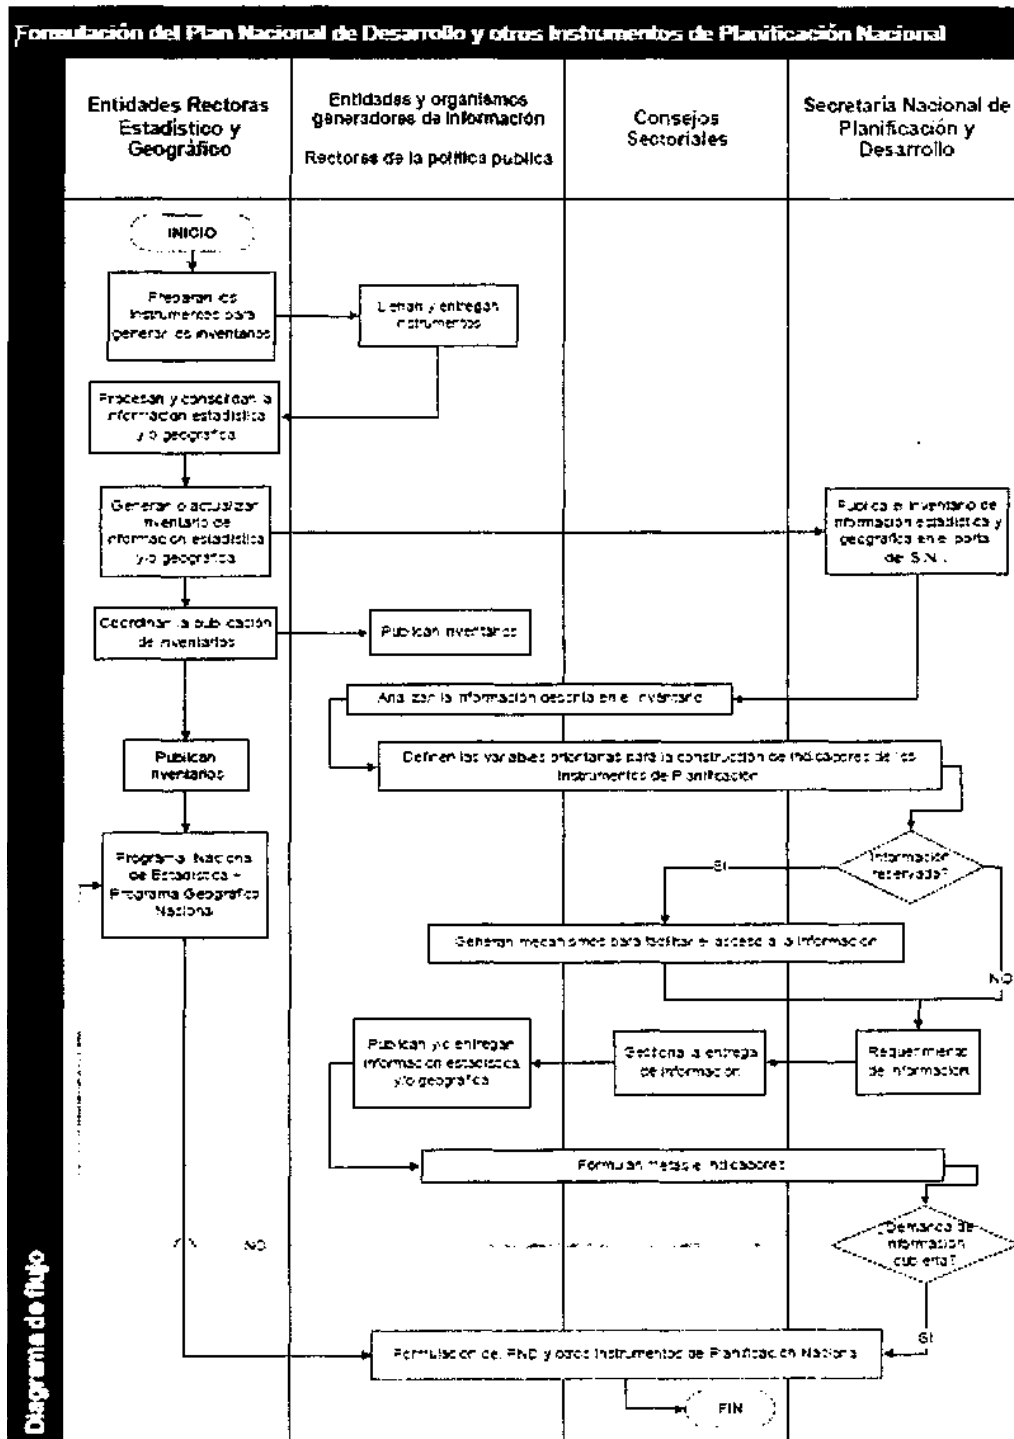 Formulación del Plan Nacional de Desarrollo y otros Instrumentos de Planificación Nacional
Entidades Rectoras
Estadístico y
Geográfico
Entidades y organismos
generadores de Información
Rectores de la política publica
Consejos
Sectoriales
Secretaría Nacional de
Planificación y
Desarrollo
INICIO
Preparan los
Instrumentos para
generar los inventarios
Llenan y entregan
instrumentos
Procesan y consolidan la
información estadística
y/o geográfica
Generan o actualizan
inventario de
información estadística
y/o geográfica
Publica el inventario de
información estadística y
geográfica en el portal
del S.N.I.
Coordinan la publicación
de inventarios
Publican inventarios
Analizan la información descrita en el inventario
Publican
inventarios
Definen las variables prioritarias para la construcción de indicadores de los
Instrumentos de Planificación
Programa Nacional
de Estadística –
Programa Geográfico
Nacional
¿Información
reservada?
SI
Generan mecanismos para facilitar el acceso a la información
NO
Publican y/o entregan
información estadística
y/o geográfica
Gestiona la entrega
de información
Requerimiento
de información
Formulan metas e indicadores
¿Demanda de
información
cubierta?
NO
SI
Formulación del PND y otros Instrumentos de Planificación Nacional
FIN
Diagrama de flujo